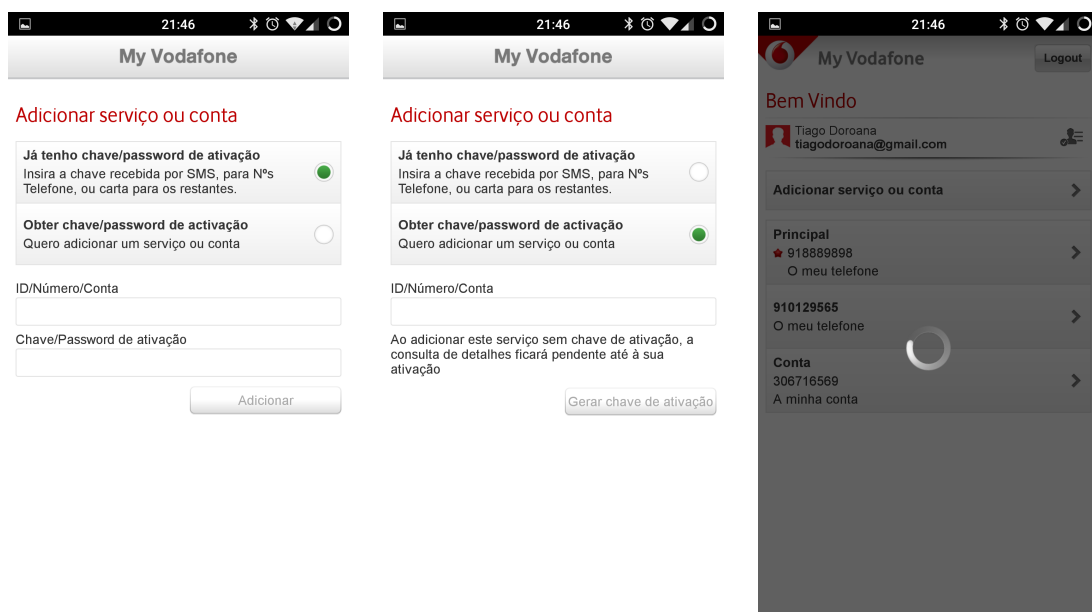 21:46
My Vodafone
Adicionar serviço ou conta
Já tenho chave/password de ativação
Insira a chave recebida por SMS, para Nºs
Telefone, ou carta para os restantes.
Obter chave/password de activação
Quero adicionar um serviço ou conta
ID/Número/Conta
Chave/Password de ativação
Adicionar
21:46
My Vodafone
Adicionar serviço ou conta
Já tenho chave/password de ativação
Insira a chave recebida por SMS, para Nºs
Telefone, ou carta para os restantes.
Obter chave/password de activação
Quero adicionar um serviço ou conta
ID/Número/Conta
Ao adicionar este serviço sem chave de ativação, a
consulta de detalhes ficará pendente até à sua
ativação
Gerar chave de ativação
21:46
My Vodafone
Logout
Bem Vindo
Tiago Doroana
tiagodoroana@gmail.com
Adicionar serviço ou conta
Principal
918889898
O meu telefone
910129565
O meu telefone
Conta
306716569
A minha conta